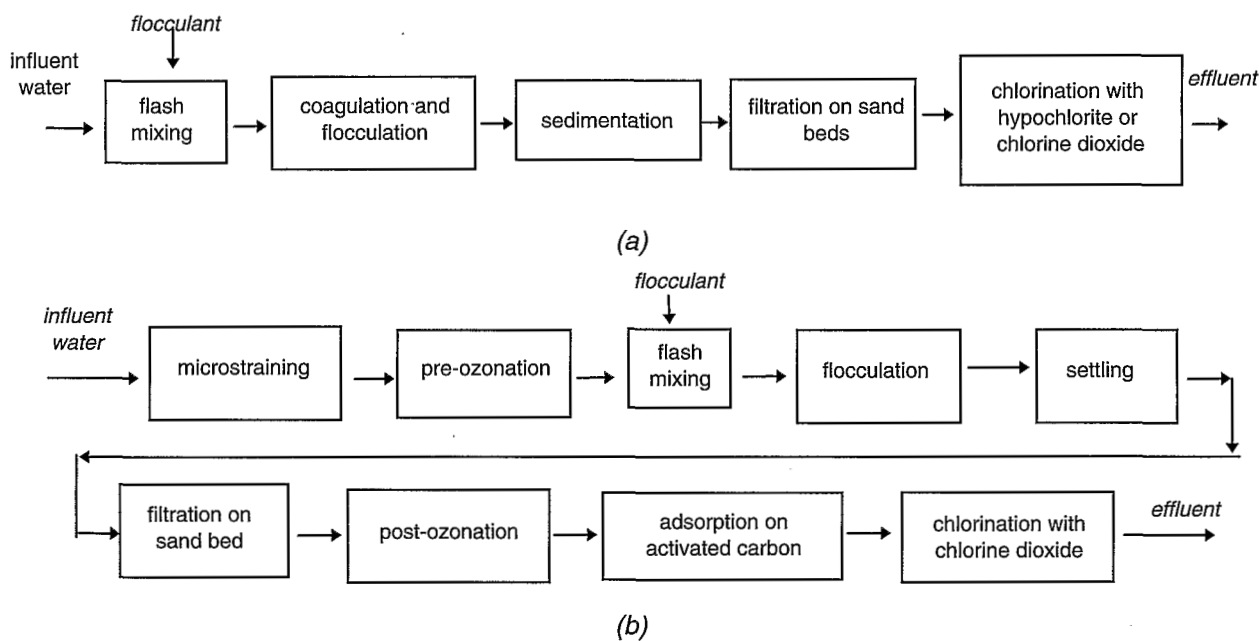 flocculant
influent
water
flash
mixing
coagulation and
flocculation
sedimentation
filtration on sand
beds
chlorination with
hypochlorite or
chlorine dioxide
effluent
(a)
flocculant
influent
water
microstraining
pre-ozonation
flash
mixing
flocculation
settling
filtration on
sand bed
post-ozonation
adsorption on
activated carbon
chlorination with
chlorine dioxide
effluent
(b)